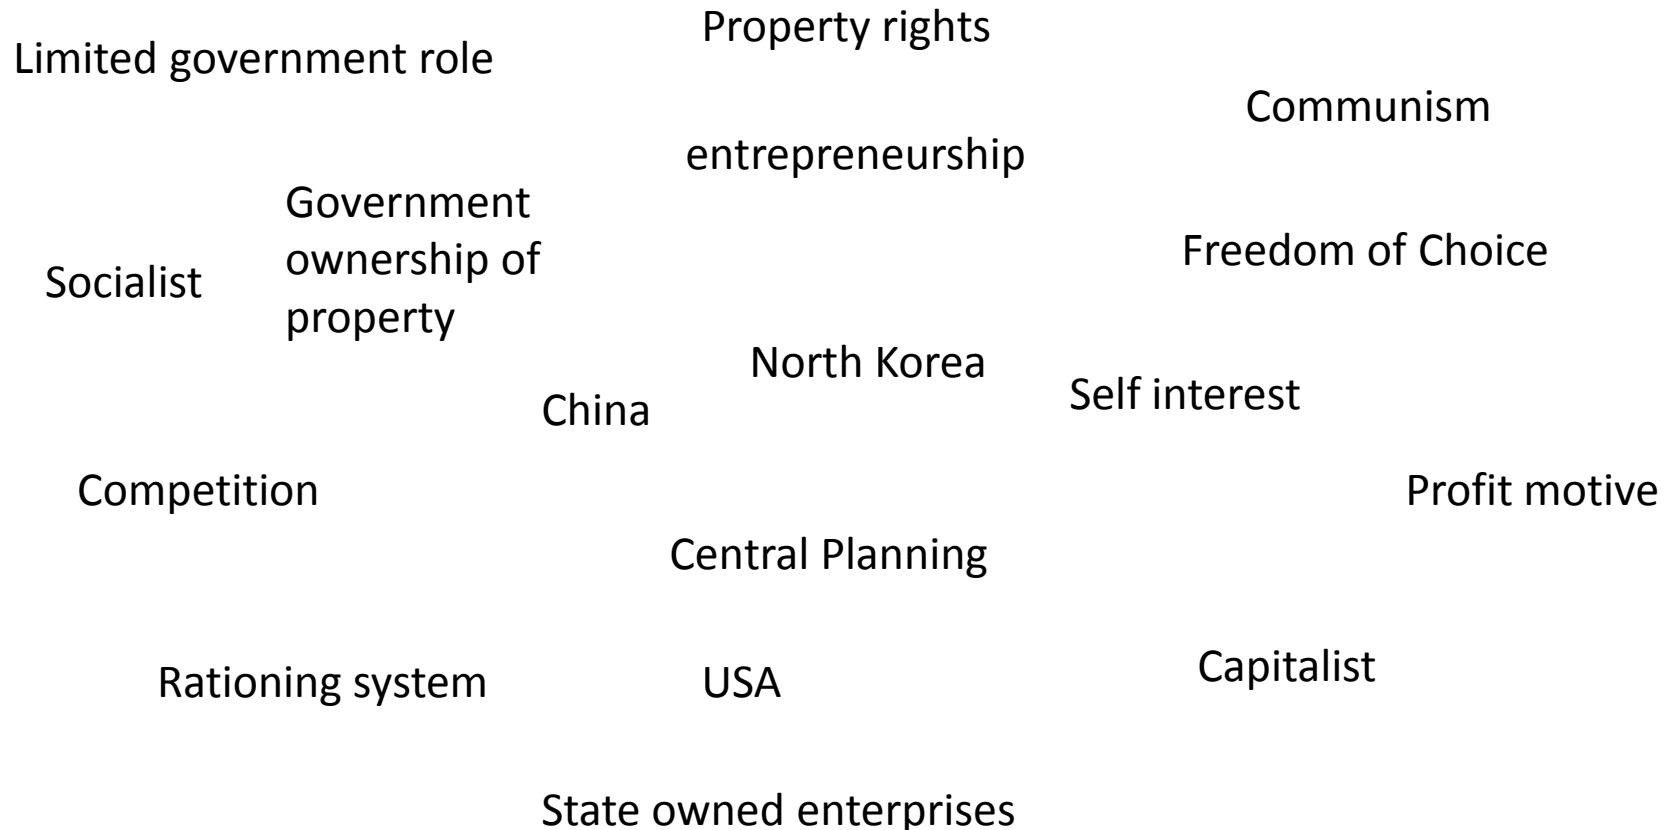 Property rights
Limited government role
Communism
entrepreneurship
Government
ownership of
property
Freedom of Choice
Socialist
North Korea
Self interest
China
Competition
Profit motive
Central Planning
Rationing system
USA
Capitalist
State owned enterprises